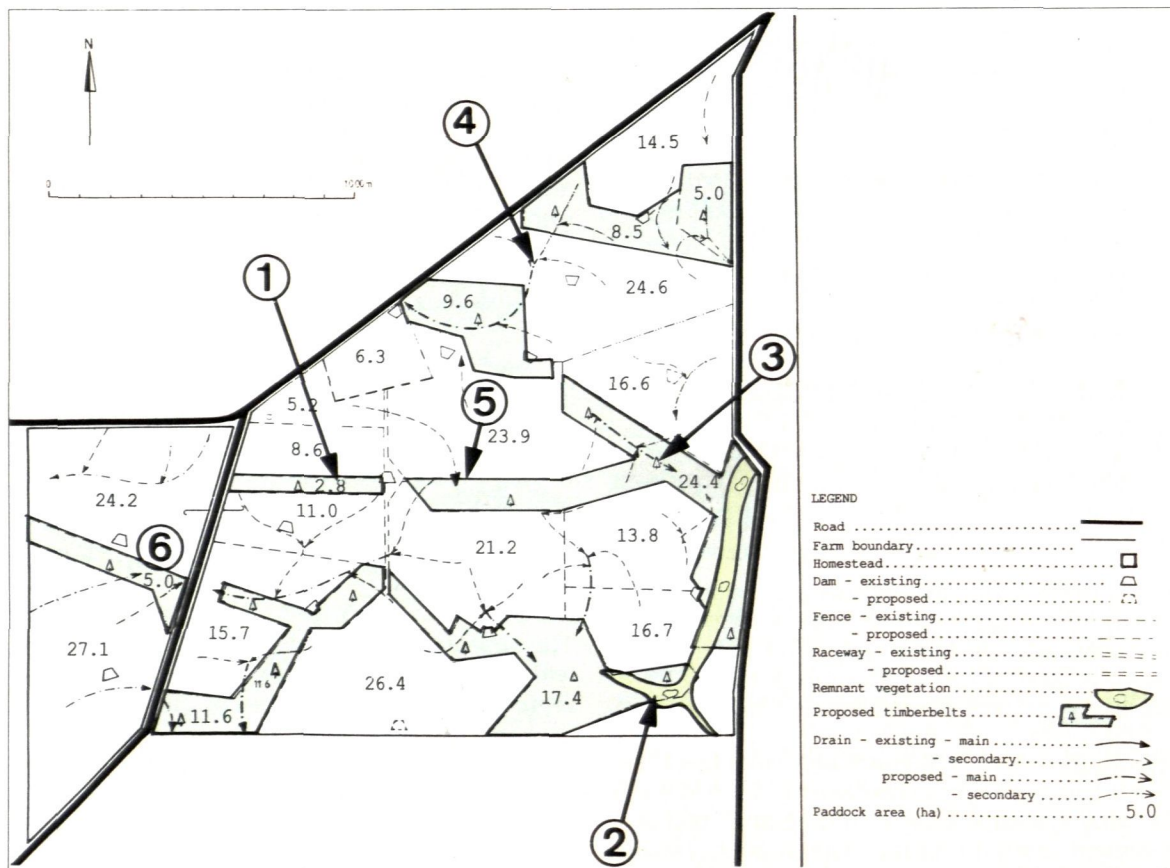 N
0 1000m
④
14.5
5.0
8.5
①
9.6
24.6
6.3
③
16.6
5.2
⑤
23.9
8.6
2.8
24.4
24.2
11.0
⑥
5.0
21.2
13.8
15.7
16.7
27.1
11.6
26.4
17.4
11.6
②
LEGEND
Road
Farm boundary
Homestead
Dam - existing
- proposed
Fence - existing
- proposed
Raceway - existing
- proposed
Remnant vegetation
Proposed timberbelts
Drain - existing - main
- secondary
proposed - main
- secondary
Paddock area (ha) 5.0